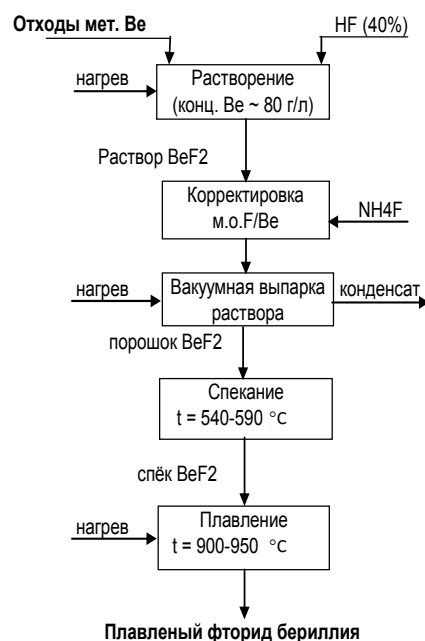 Отходы мет. Be
HF (40%)
нагрев
Растворение
(конц. Be ~ 80 г/л)
Раствор BeF2
Корректировка
м.о.F/Be
NH4F
нагрев
Вакуумная выпарка
раствора
конденсат
порошок BeF2
Спекание
t = 540-590 °C
спёк BeF2
нагрев
Плавление
t = 900-950 °C
Плавленый фторид бериллия